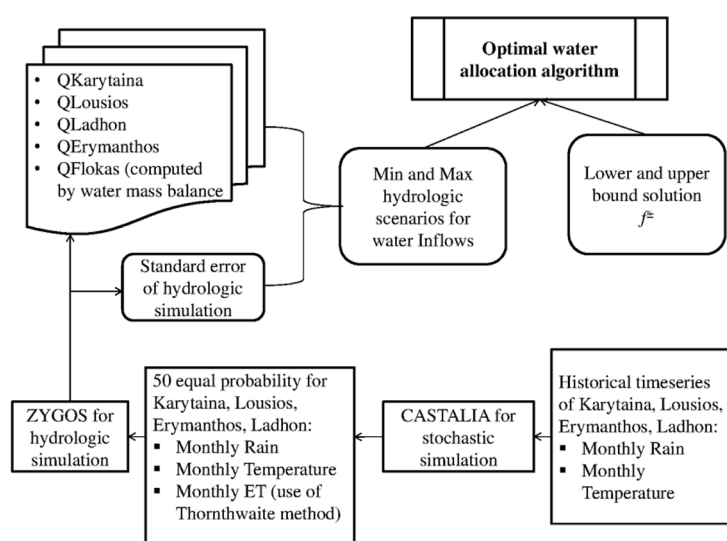 • QKarytaina
• QLousios
• QLadhon
• QErymanthos
• QFlokas (computed
by water mass balance
Optimal water
allocation algorithm
Min and Max
hydrologic
scenarios for
water Inflows
Lower and upper
bound solution
f±
Standard error
of hydrologic
simulation
ZYGOS for
hydrologic
simulation
50 equal probability for
Karytaina, Lousios,
Erymanthos, Ladhon:
▪ Monthly Rain
▪ Monthly Temperature
▪ Monthly ET (use of
Thornthwaite method)
CASTALIA for
stochastic
simulation
Historical timeseries
of Karytaina, Lousios,
Erymanthos, Ladhon:
▪ Monthly Rain
▪ Monthly
Temperature